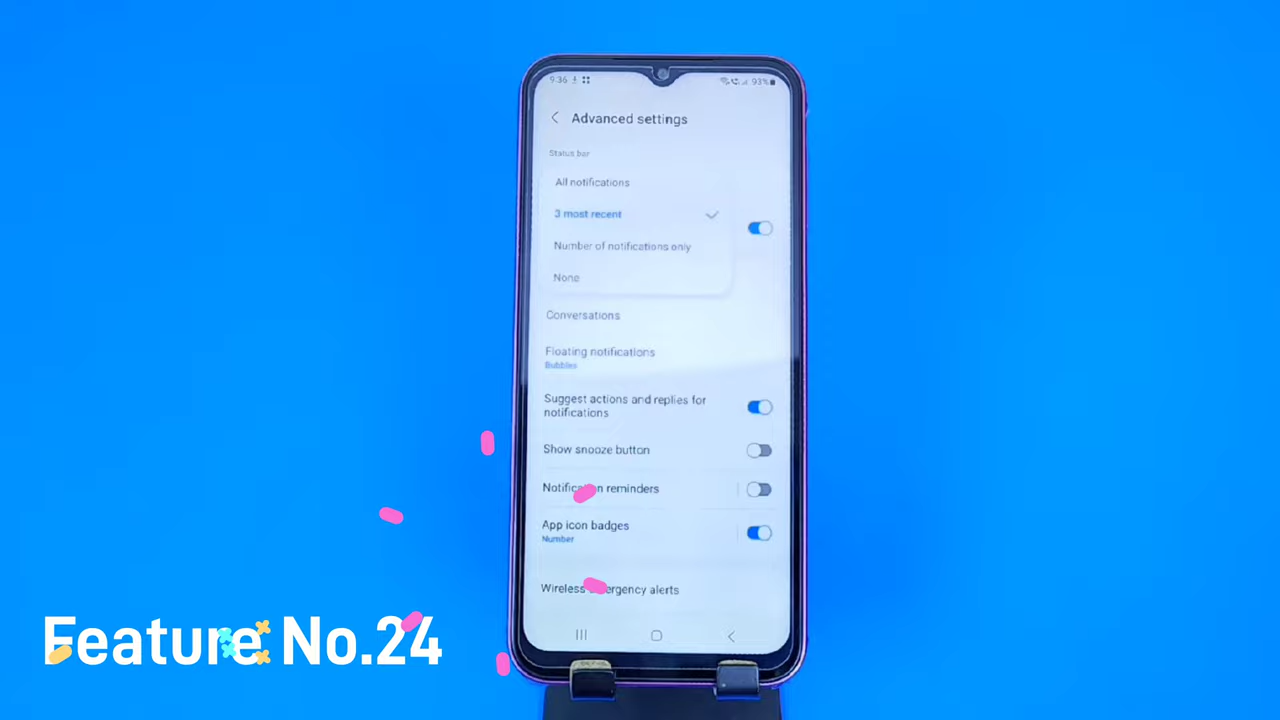 9:36
93%
Advanced settings
Status bar
All notifications
3 most recent
Number of notifications only
None
Conversations
Floating notifications
Bubbles
Suggest actions and replies for
notifications
Show snooze button
Notification reminders
App icon badges
Number
Wireless emergency alerts
Feature No.24